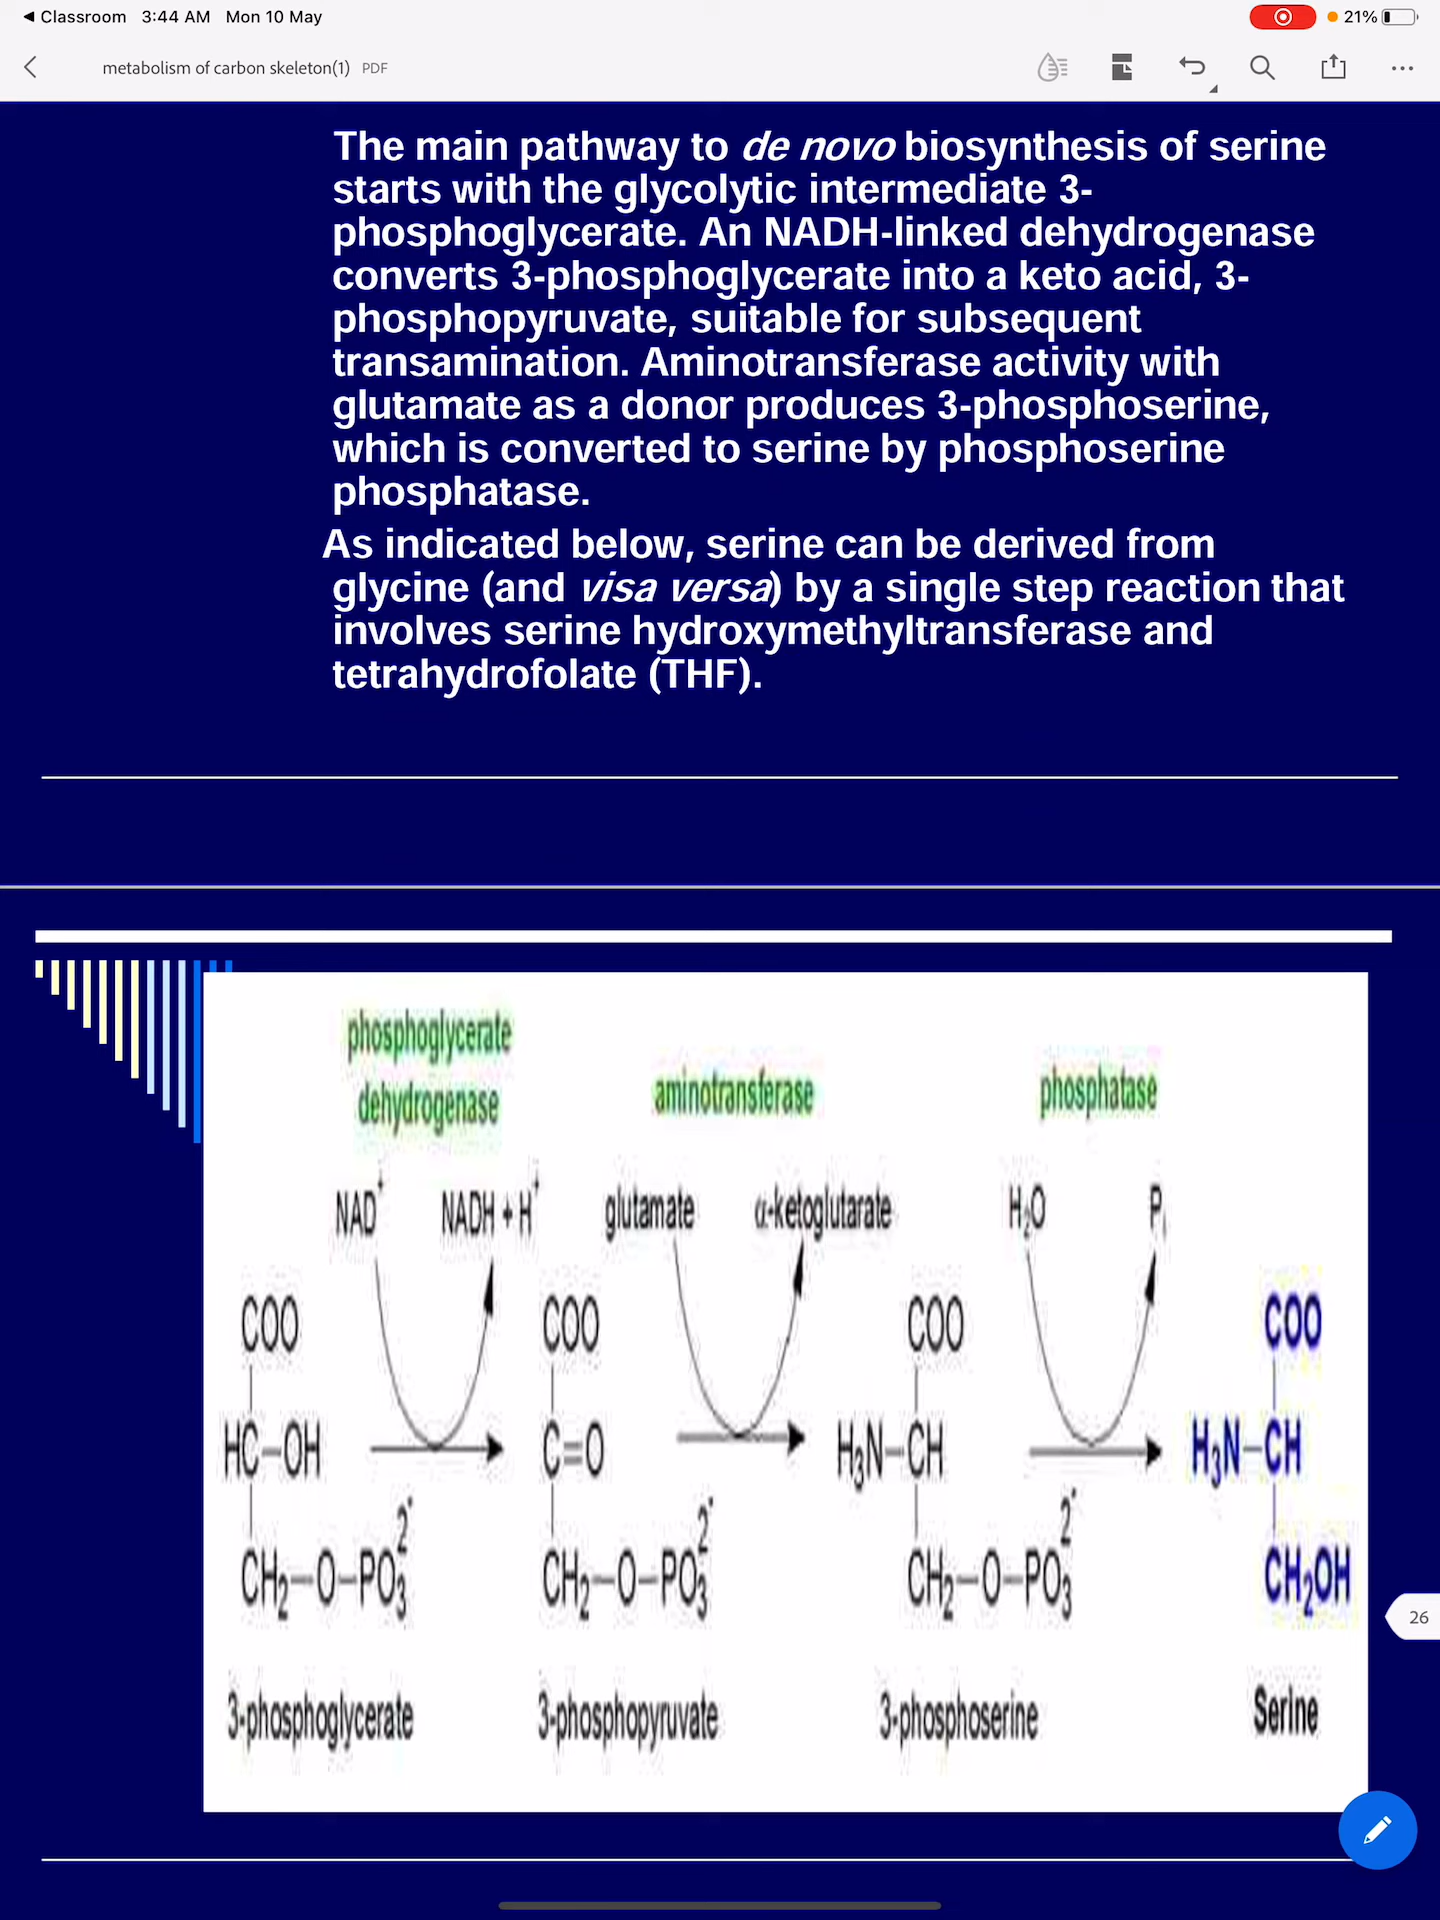 ◀ Classroom 3:44 AM Mon 10 May 21%
metabolism of carbon skeleton(1) PDF
The main pathway to de novo biosynthesis of serine
starts with the glycolytic intermediate 3-
phosphoglycerate. An NADH-linked dehydrogenase
converts 3-phosphoglycerate into a keto acid, 3-
phosphopyruvate, suitable for subsequent
transamination. Aminotransferase activity with
glutamate as a donor produces 3-phosphoserine,
which is converted to serine by phosphoserine
phosphatase.
As indicated below, serine can be derived from
glycine (and visa versa) by a single step reaction that
involves serine hydroxymethyltransferase and
tetrahydrofolate (THF).
phosphoglycerate
dehydrogenase aminotransferase phosphatase
NAD+ NADH + H+ glutamate α-ketoglutarate H2O Pi
COO COO COO COO
HC-OH C=O H3N-CH H3N-CH
CH2-O-PO3 2- CH2-O-PO3 2- CH2-O-PO3 2- CH2OH
3-phosphoglycerate 3-phosphopyruvate 3-phosphoserine Serine
26